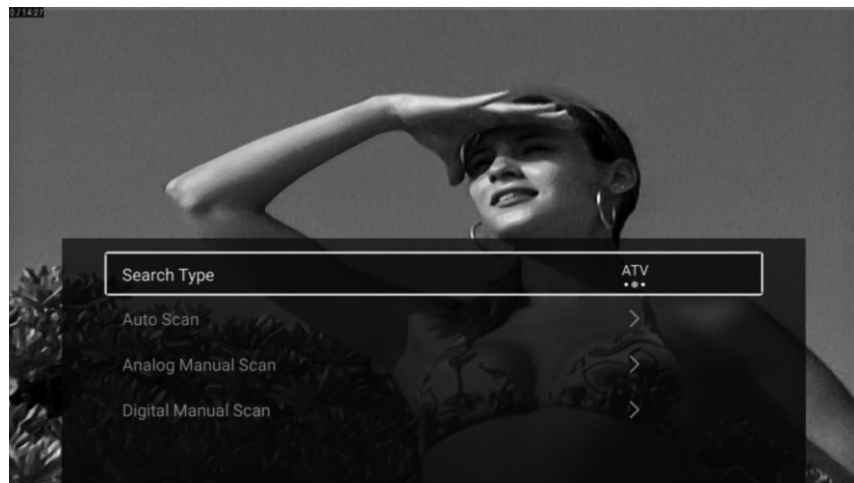 Search Type
ATV
Auto Scan
Analog Manual Scan
Digital Manual Scan